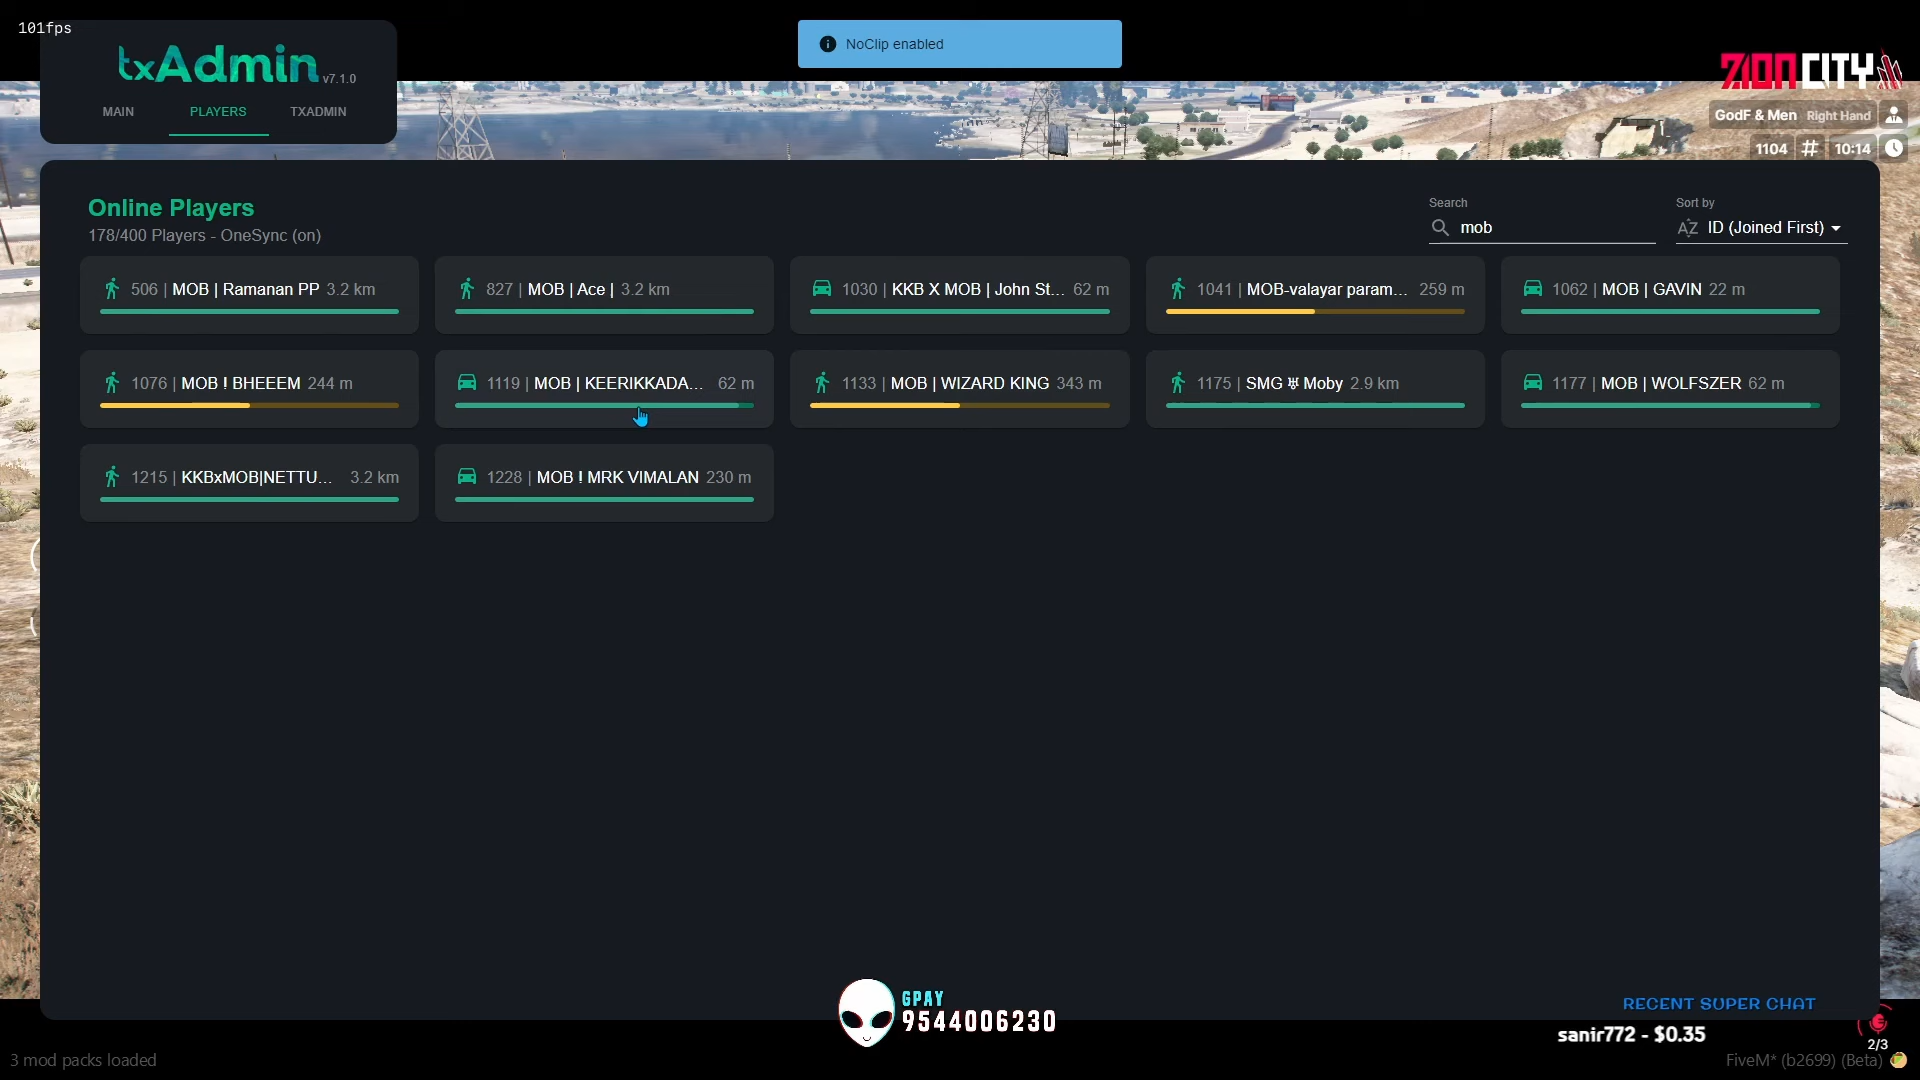 101fps
txAdmin v7.1.0
MAIN PLAYERS TXADMIN
NoClip enabled
ZION CITY
GodF & Men Right Hand
1104 # 10:14
Online Players
178/400 Players - OneSync (on)
Search
mob
Sort by
AZ ID (Joined First)
506 | MOB | Ramanan PP 3.2 km
827 | MOB | Ace | 3.2 km
1030 | KKB X MOB | John St... 62 m
1041 | MOB-valayar param... 259 m
1062 | MOB | GAVIN 22 m
1076 | MOB ! BHEEEM 244 m
1119 | MOB | KEERIKKADA... 62 m
1133 | MOB | WIZARD KING 343 m
1175 | SMG ⛎ Moby 2.9 km
1177 | MOB | WOLFSZER 62 m
1215 | KKBxMOB|NETTU... 3.2 km
1228 | MOB ! MRK VIMALAN 230 m
GPAY
9544006230
RECENT SUPER CHAT
sanir772 - $0.35
2/3
3 mod packs loaded
FiveM* (b2699) (Beta)